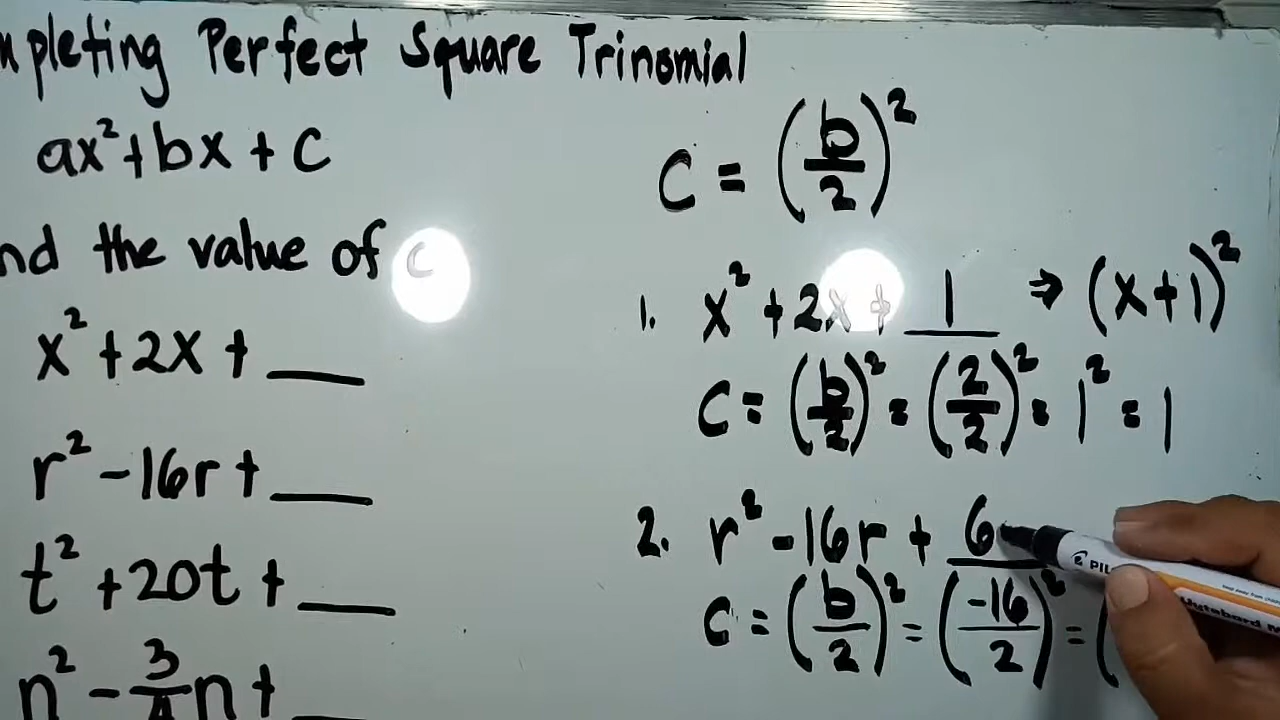 mpleting Perfect Square Trinomial
ax² + bx + c
nd the value of c
x² + 2x + ___
r² - 16r + ___
t² + 20t + ___
n² - 3/4 n + ___
C = (b/2)²
1. x² + 2x + 1 ⇒ (x + 1)²
C = (b/2)² = (2/2)² = 1² = 1
2. r² - 16r + 6
C = (b/2)² = (-16/2)² = (
PIL